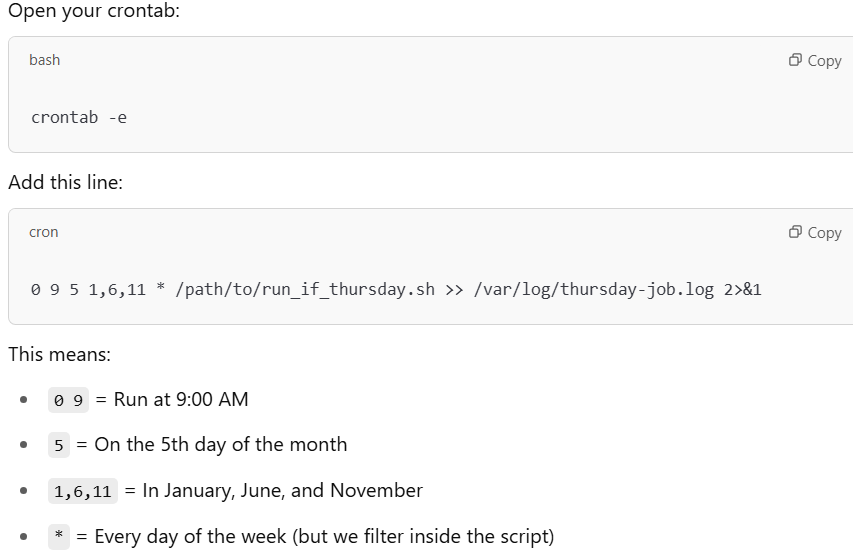 Open your crontab:
bash
Copy
crontab -e
Add this line:
cron
Copy
0 9 5 1,6,11 * /path/to/run_if_thursday.sh >> /var/log/thursday-job.log 2>&1
This means:
• 0 9 = Run at 9:00 AM
• 5 = On the 5th day of the month
• 1,6,11 = In January, June, and November
• * = Every day of the week (but we filter inside the script)